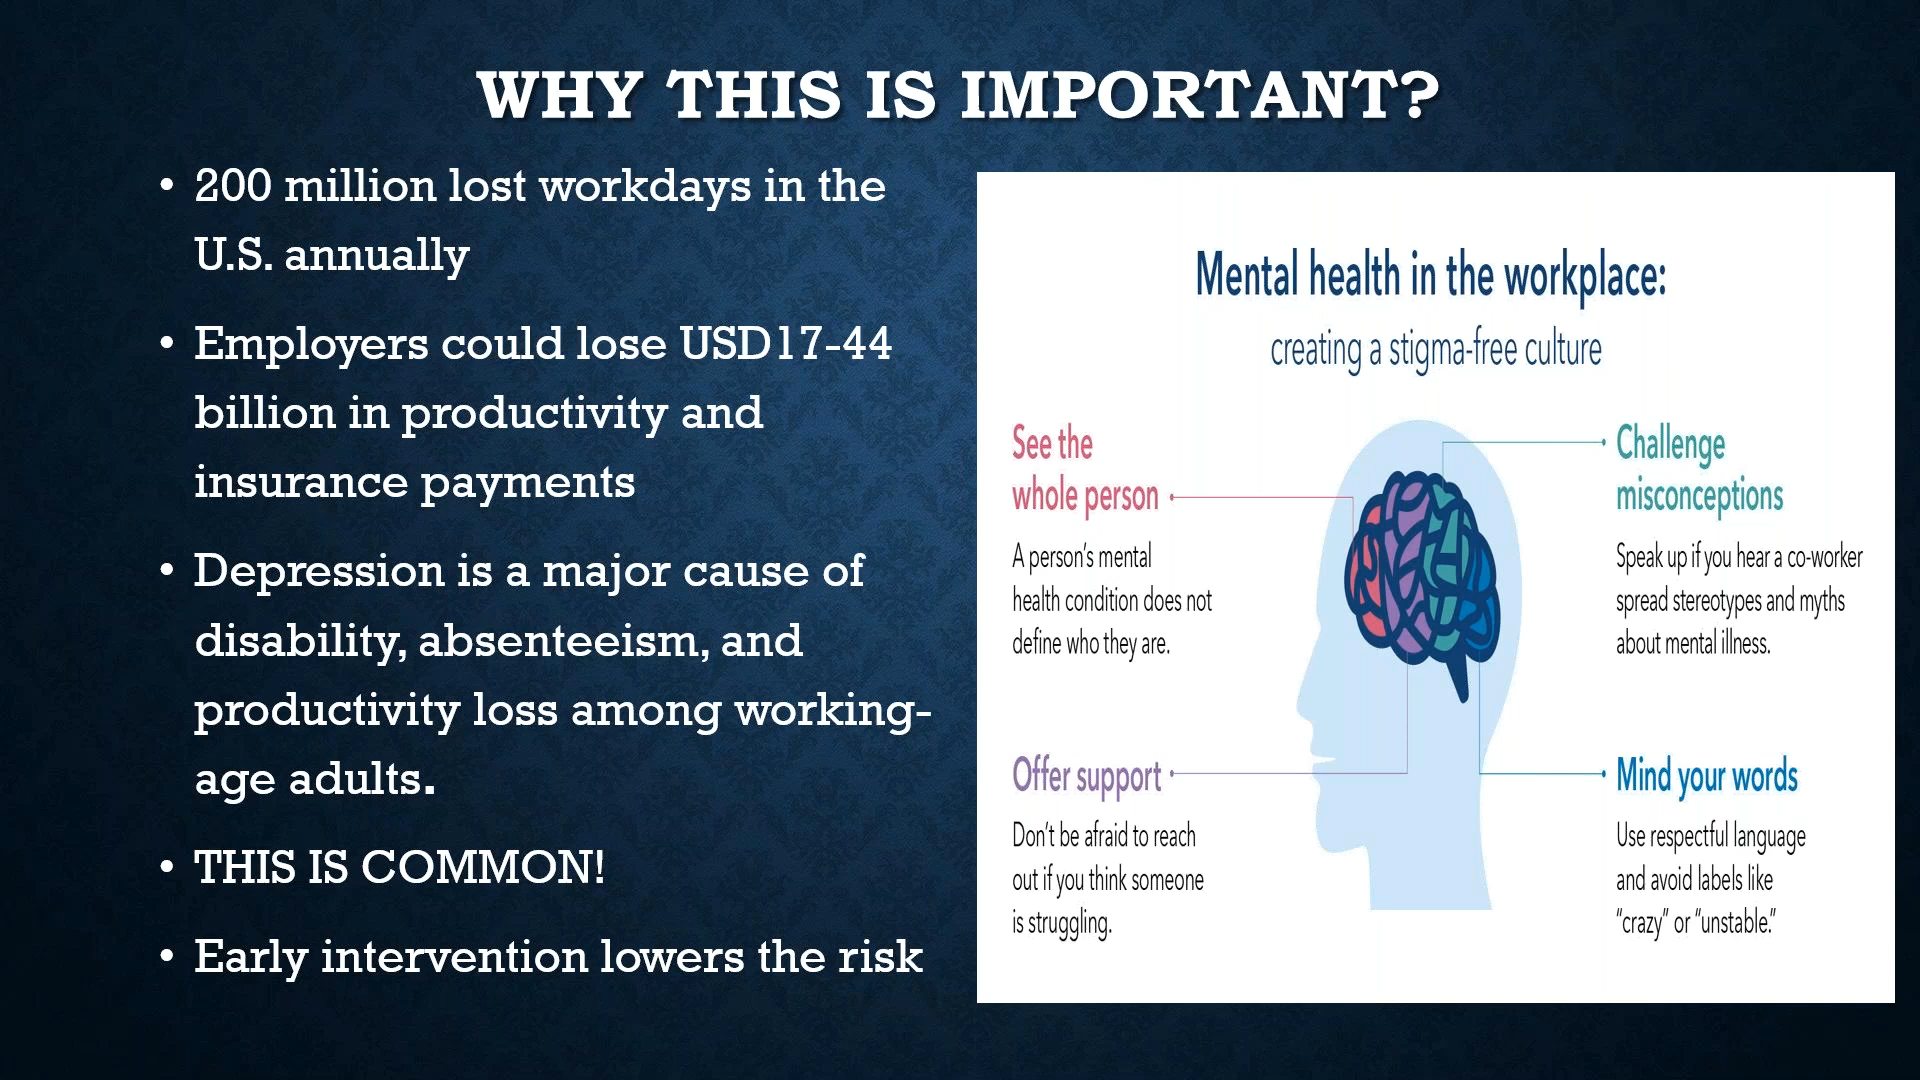 WHY THIS IS IMPORTANT?
• 200 million lost workdays in the
U.S. annually
• Employers could lose USD17-44
billion in productivity and
insurance payments
• Depression is a major cause of
disability, absenteeism, and
productivity loss among working-
age adults.
• THIS IS COMMON!
• Early intervention lowers the risk
Mental health in the workplace:
creating a stigma-free culture
See the
whole person
A person’s mental
health condition does not
define who they are.
Challenge
misconceptions
Speak up if you hear a co-worker
spread stereotypes and myths
about mental illness.
Offer support
Don’t be afraid to reach
out if you think someone
is struggling.
Mind your words
Use respectful language
and avoid labels like
“crazy” or “unstable.”